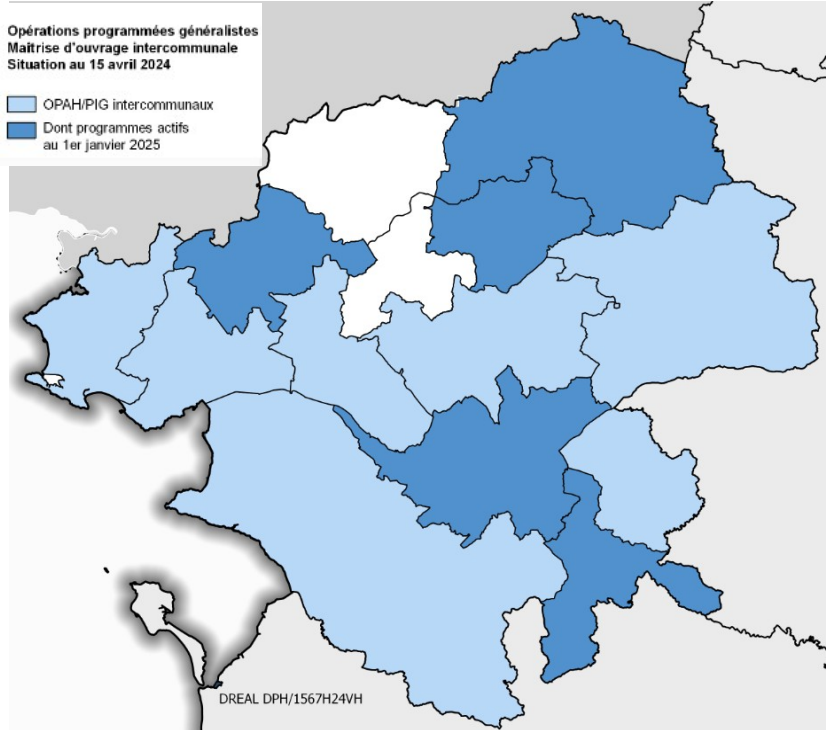 Opérations programmées généralistes
Maîtrise d'ouvrage intercommunale
Situation au 15 avril 2024
OPAH/PIG intercommunaux
Dont programmes actifs
au 1er janvier 2025
DREAL DPH/1567H24VH